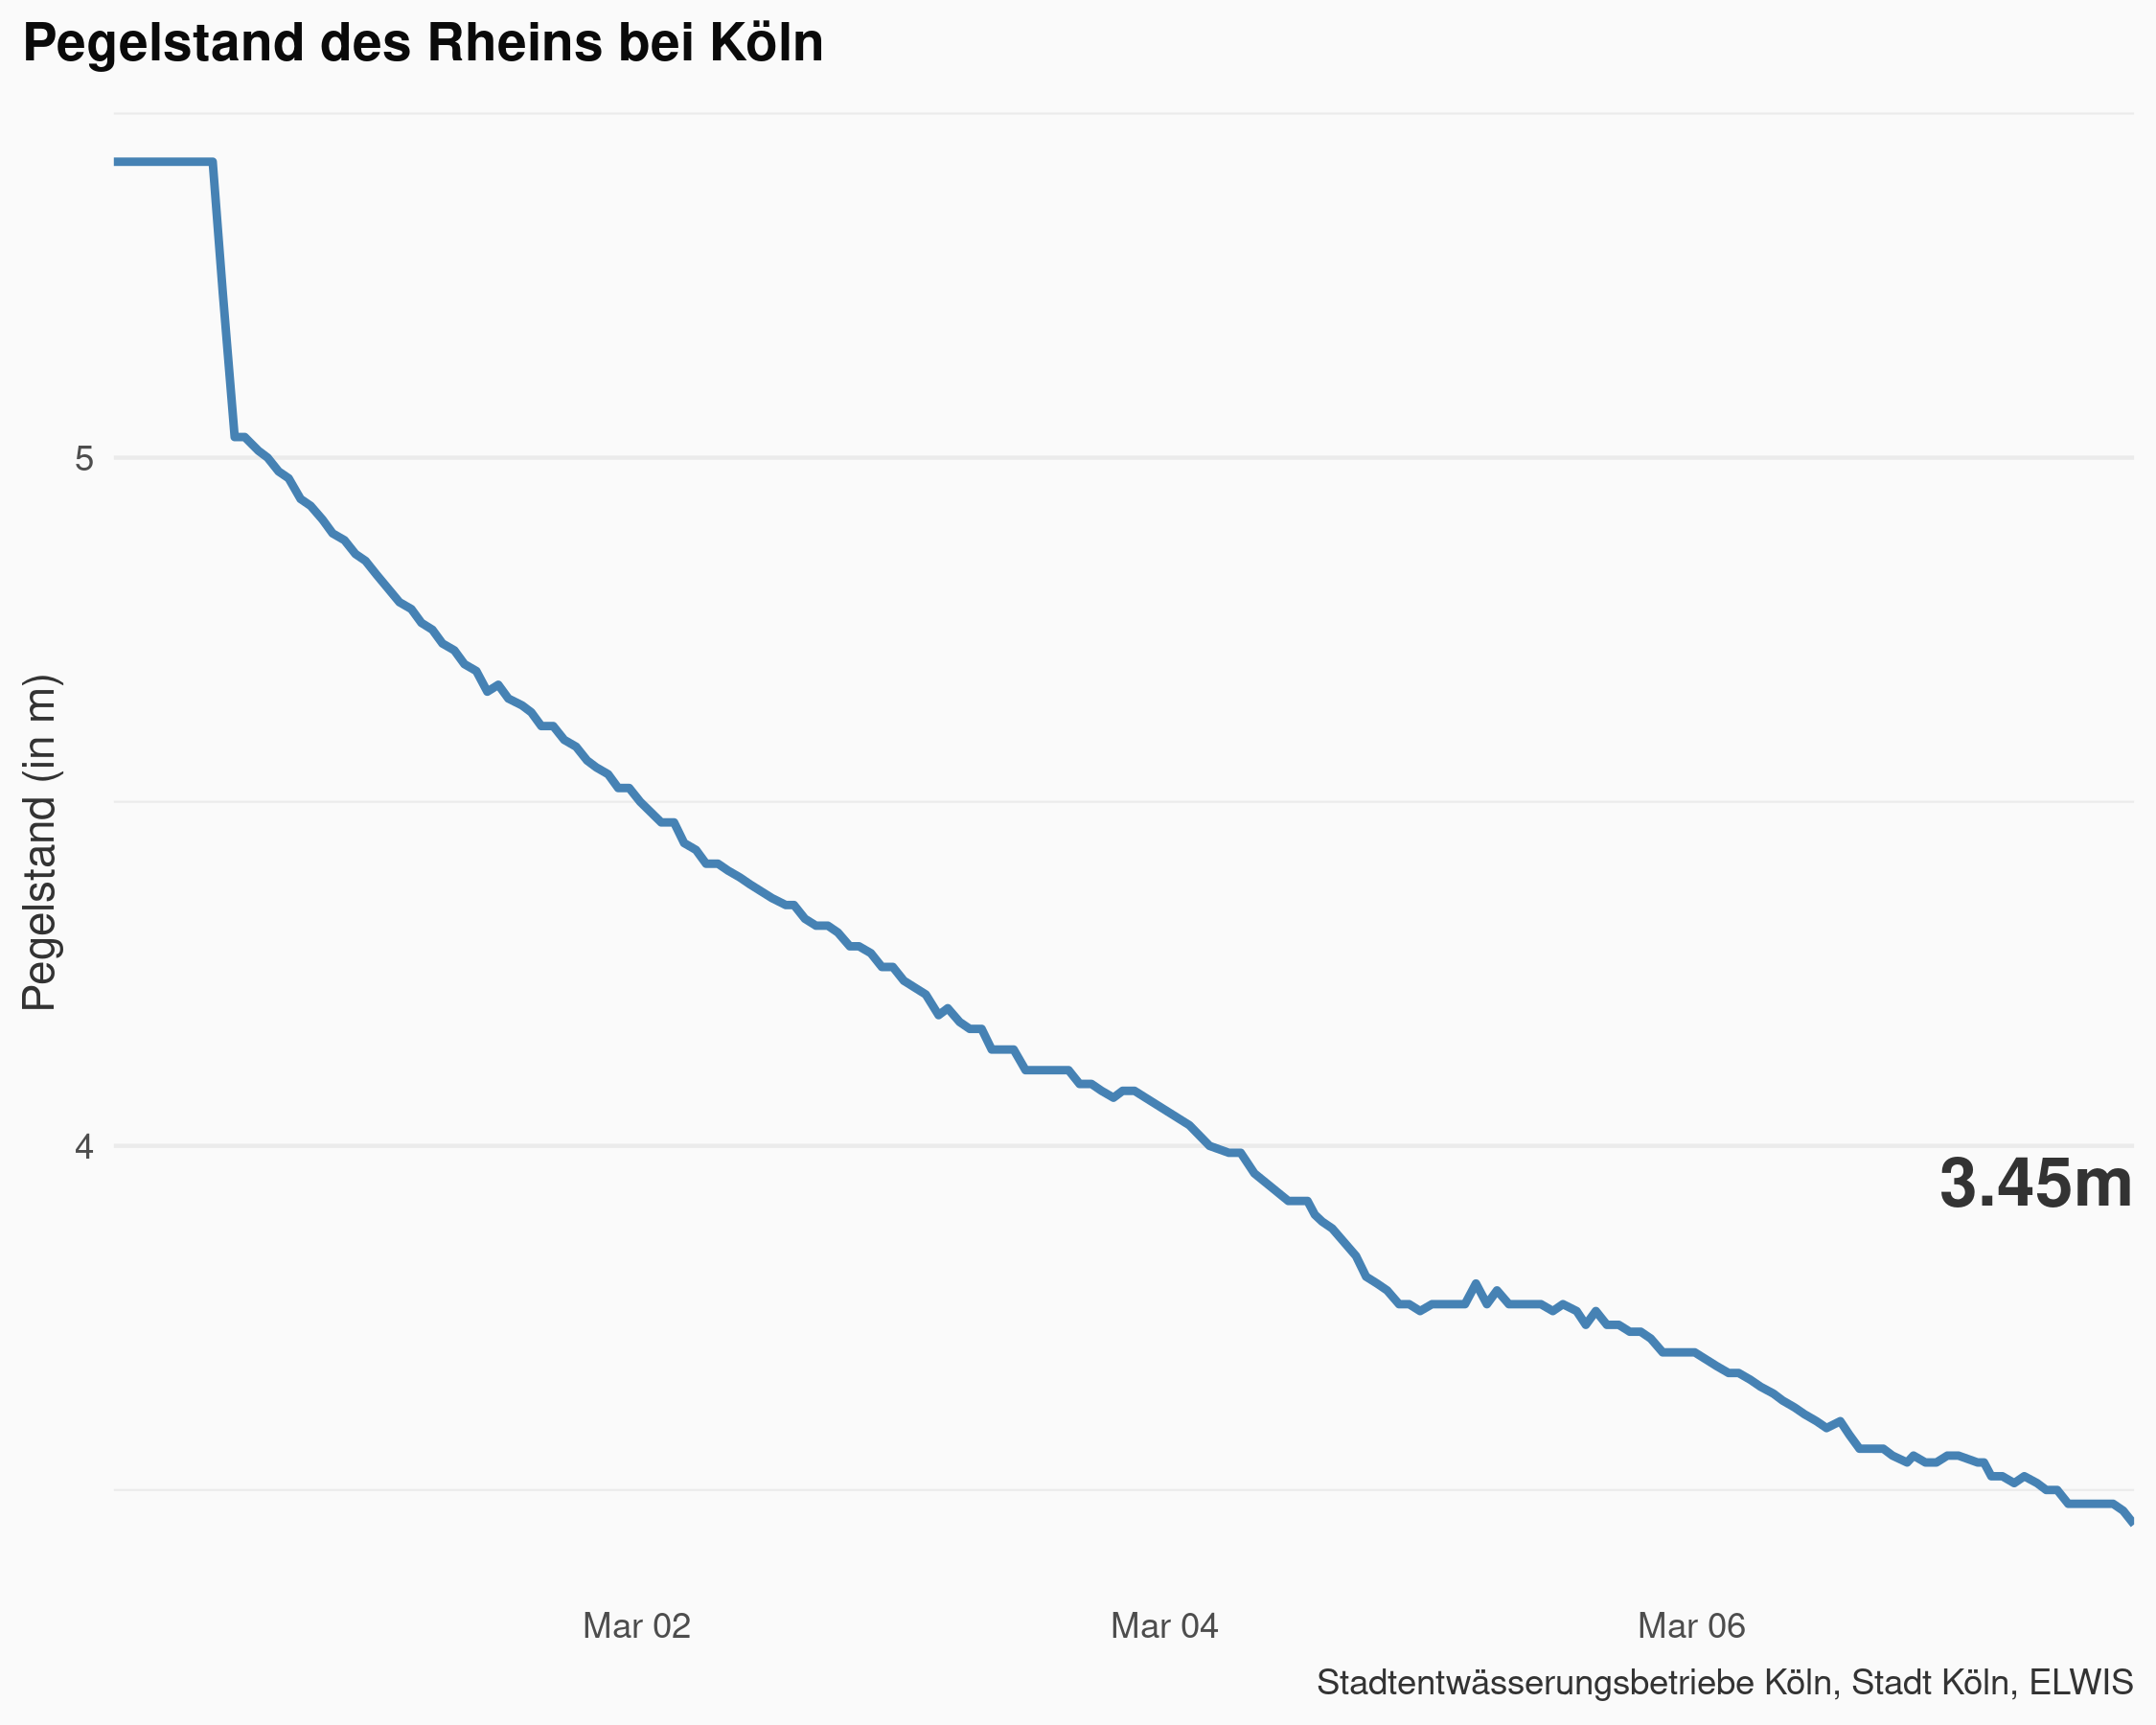 Pegelstand des Rheins bei Köln
Pegelstand (in m)
5
4
3.45m
Mar 02
Mar 04
Mar 06
Stadtentwässerungsbetriebe Köln, Stadt Köln, ELWIS